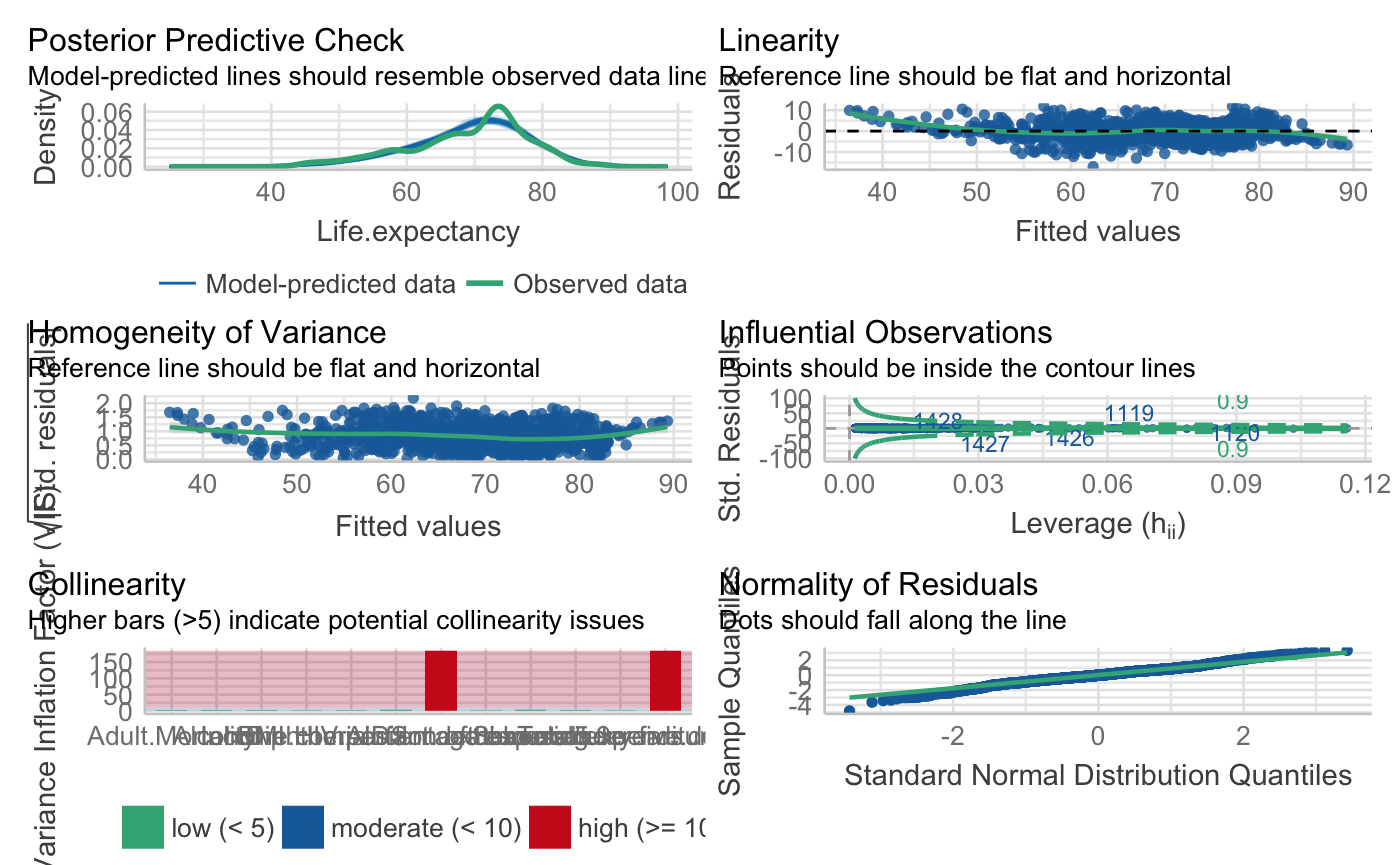 Posterior Predictive Check
Model-predicted lines should resemble observed data line
Density
0.06
0.04
0.02
0.00
40 60 80 100
Life.expectancy
Model-predicted data Observed data
Linearity
Reference line should be flat and horizontal
Residuals
10
0
-10
40 50 60 70 80 90
Fitted values
Homogeneity of Variance
Reference line should be flat and horizontal
Std. residuals
2.0
1.5
1.0
0.5
0.0
40 50 60 70 80 90
Fitted values
Influential Observations
Points should be inside the contour lines
Std. Residuals
100
50
0
-50
-100
0.9
1428
1119
1427
1426
1120
0.9
0.00 0.03 0.06 0.09 0.12
Leverage (hii)
Collinearity
Higher bars (>5) indicate potential collinearity issues
Variance Inflation Factor (VIF)
150
100
50
0
Adult.Mortality
low (< 5) moderate (< 10) high (>= 10
Normality of Residuals
Dots should fall along the line
Sample Quantiles
2
0
-2
-4
-2 0 2
Standard Normal Distribution Quantiles